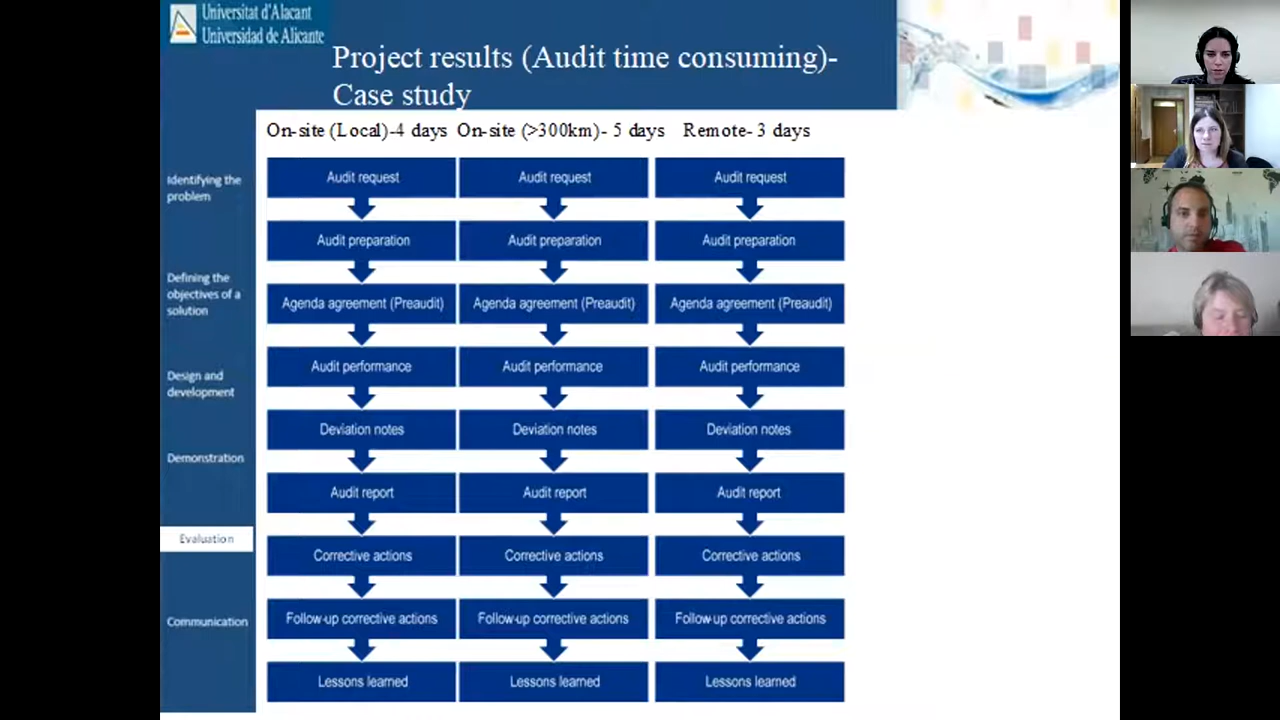 Universitat d'Alacant
Universidad de Alicante
Project results (Audit time consuming)-
Case study
On-site (Local)-4 days On-site (>300km)- 5 days Remote- 3 days
Identifying the
problem
Defining the
objectives of a
solution
Design and
development
Demonstration
Evaluation
Communication
Audit request
Audit preparation
Agenda agreement (Preaudit)
Audit performance
Deviation notes
Audit report
Corrective actions
Follow-up corrective actions
Lessons learned
Audit request
Audit preparation
Agenda agreement (Preaudit)
Audit performance
Deviation notes
Audit report
Corrective actions
Follow-up corrective actions
Lessons learned
Audit request
Audit preparation
Agenda agreement (Preaudit)
Audit performance
Deviation notes
Audit report
Corrective actions
Follow-up corrective actions
Lessons learned